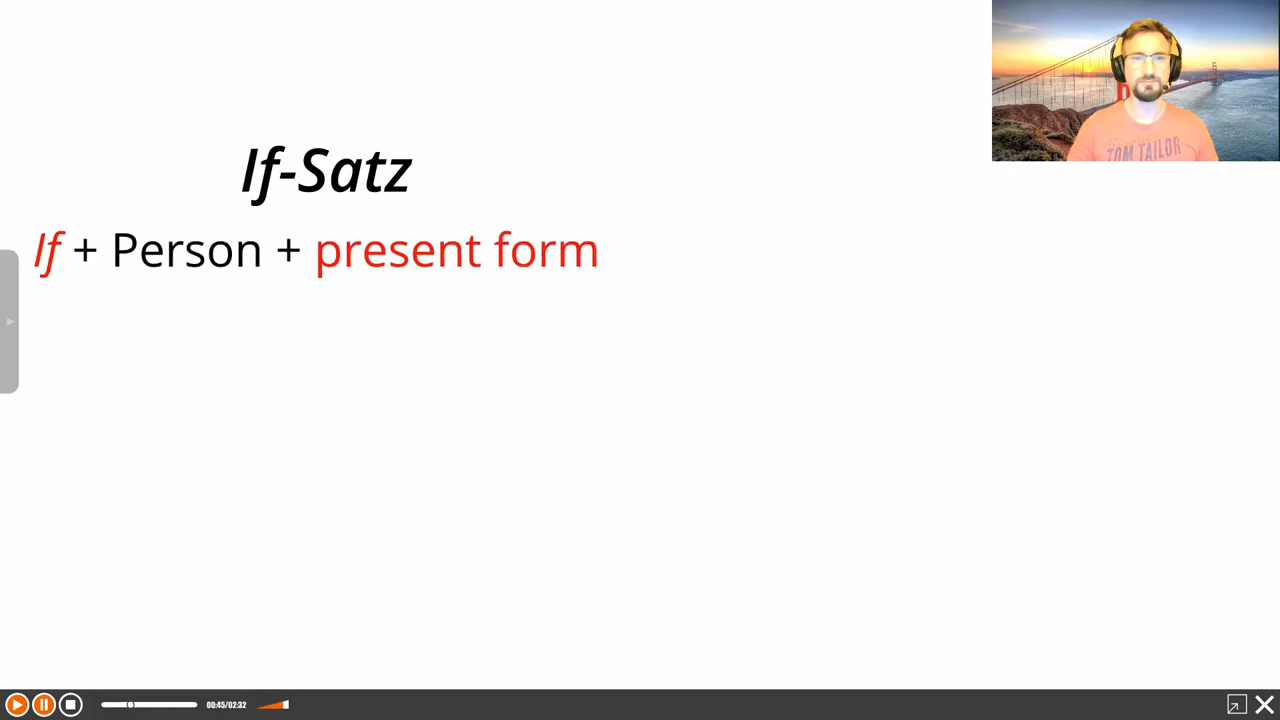 If-Satz
If + Person + present form
TOM TAILOR
00:45/02:32